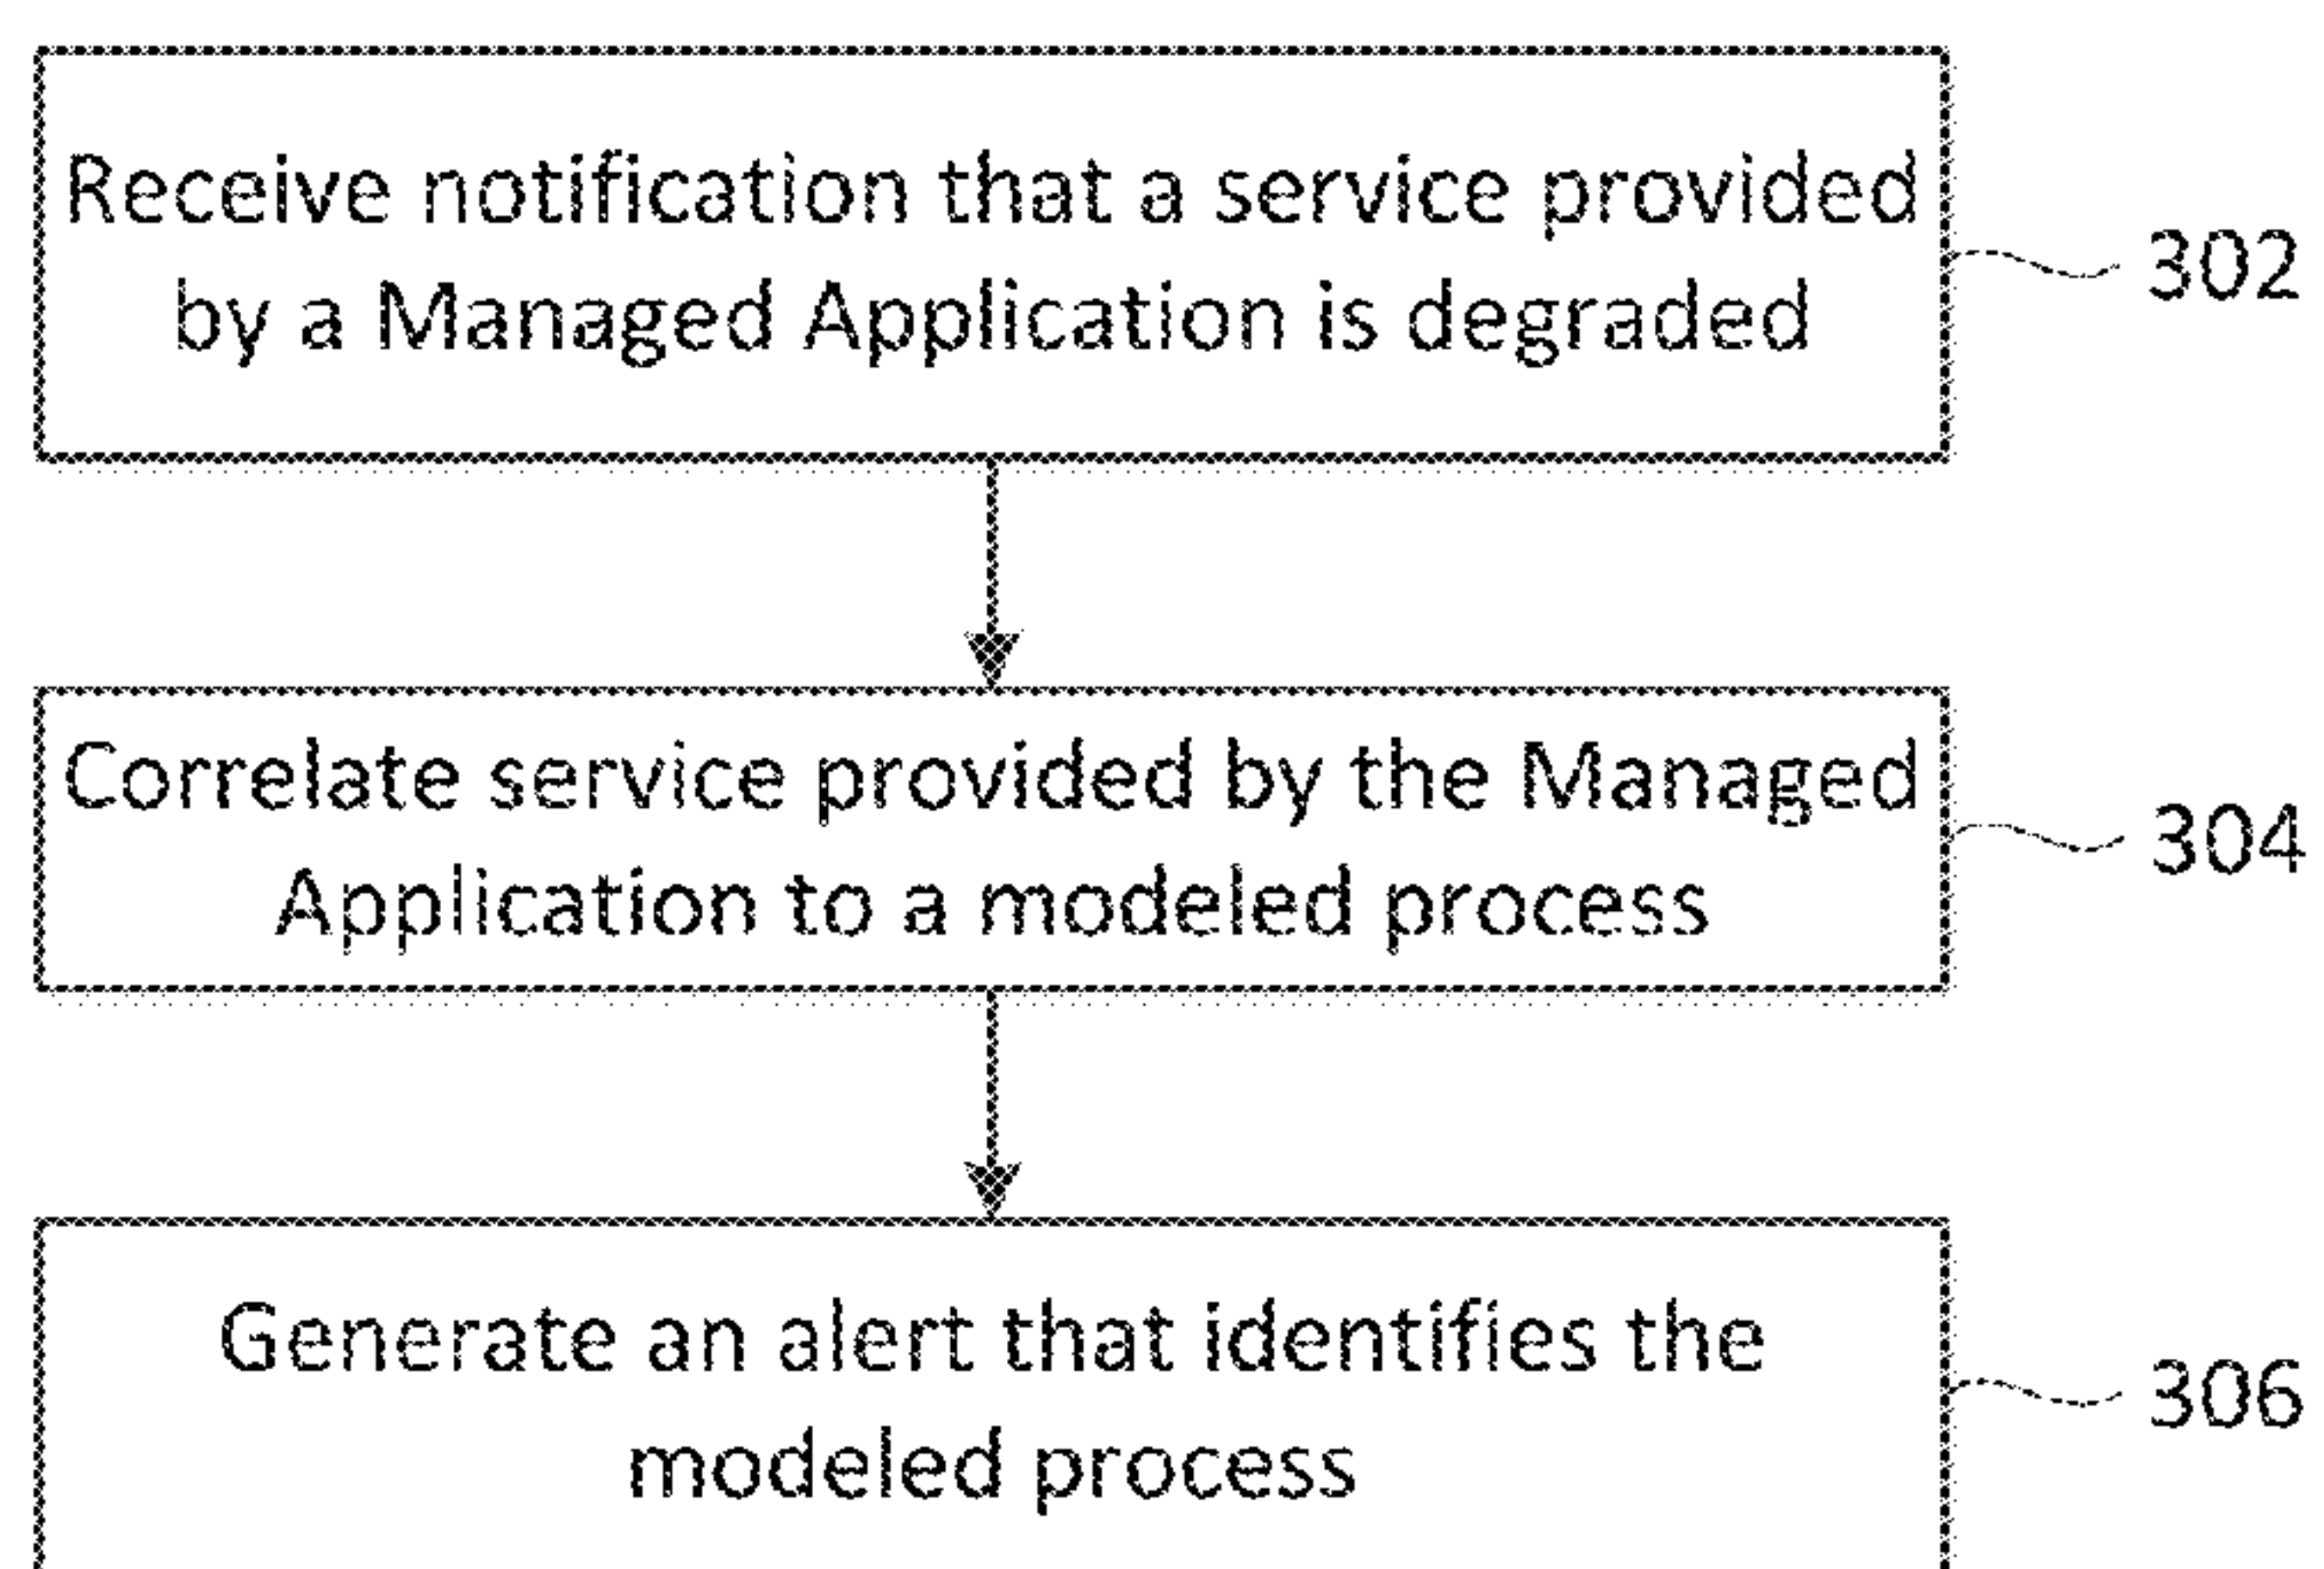 Receive notification that a service provided
by a Managed Application is degraded
302
Correlate service provided by the Managed
Application to a modeled process
304
Generate an alert that identifies the
modeled process
306